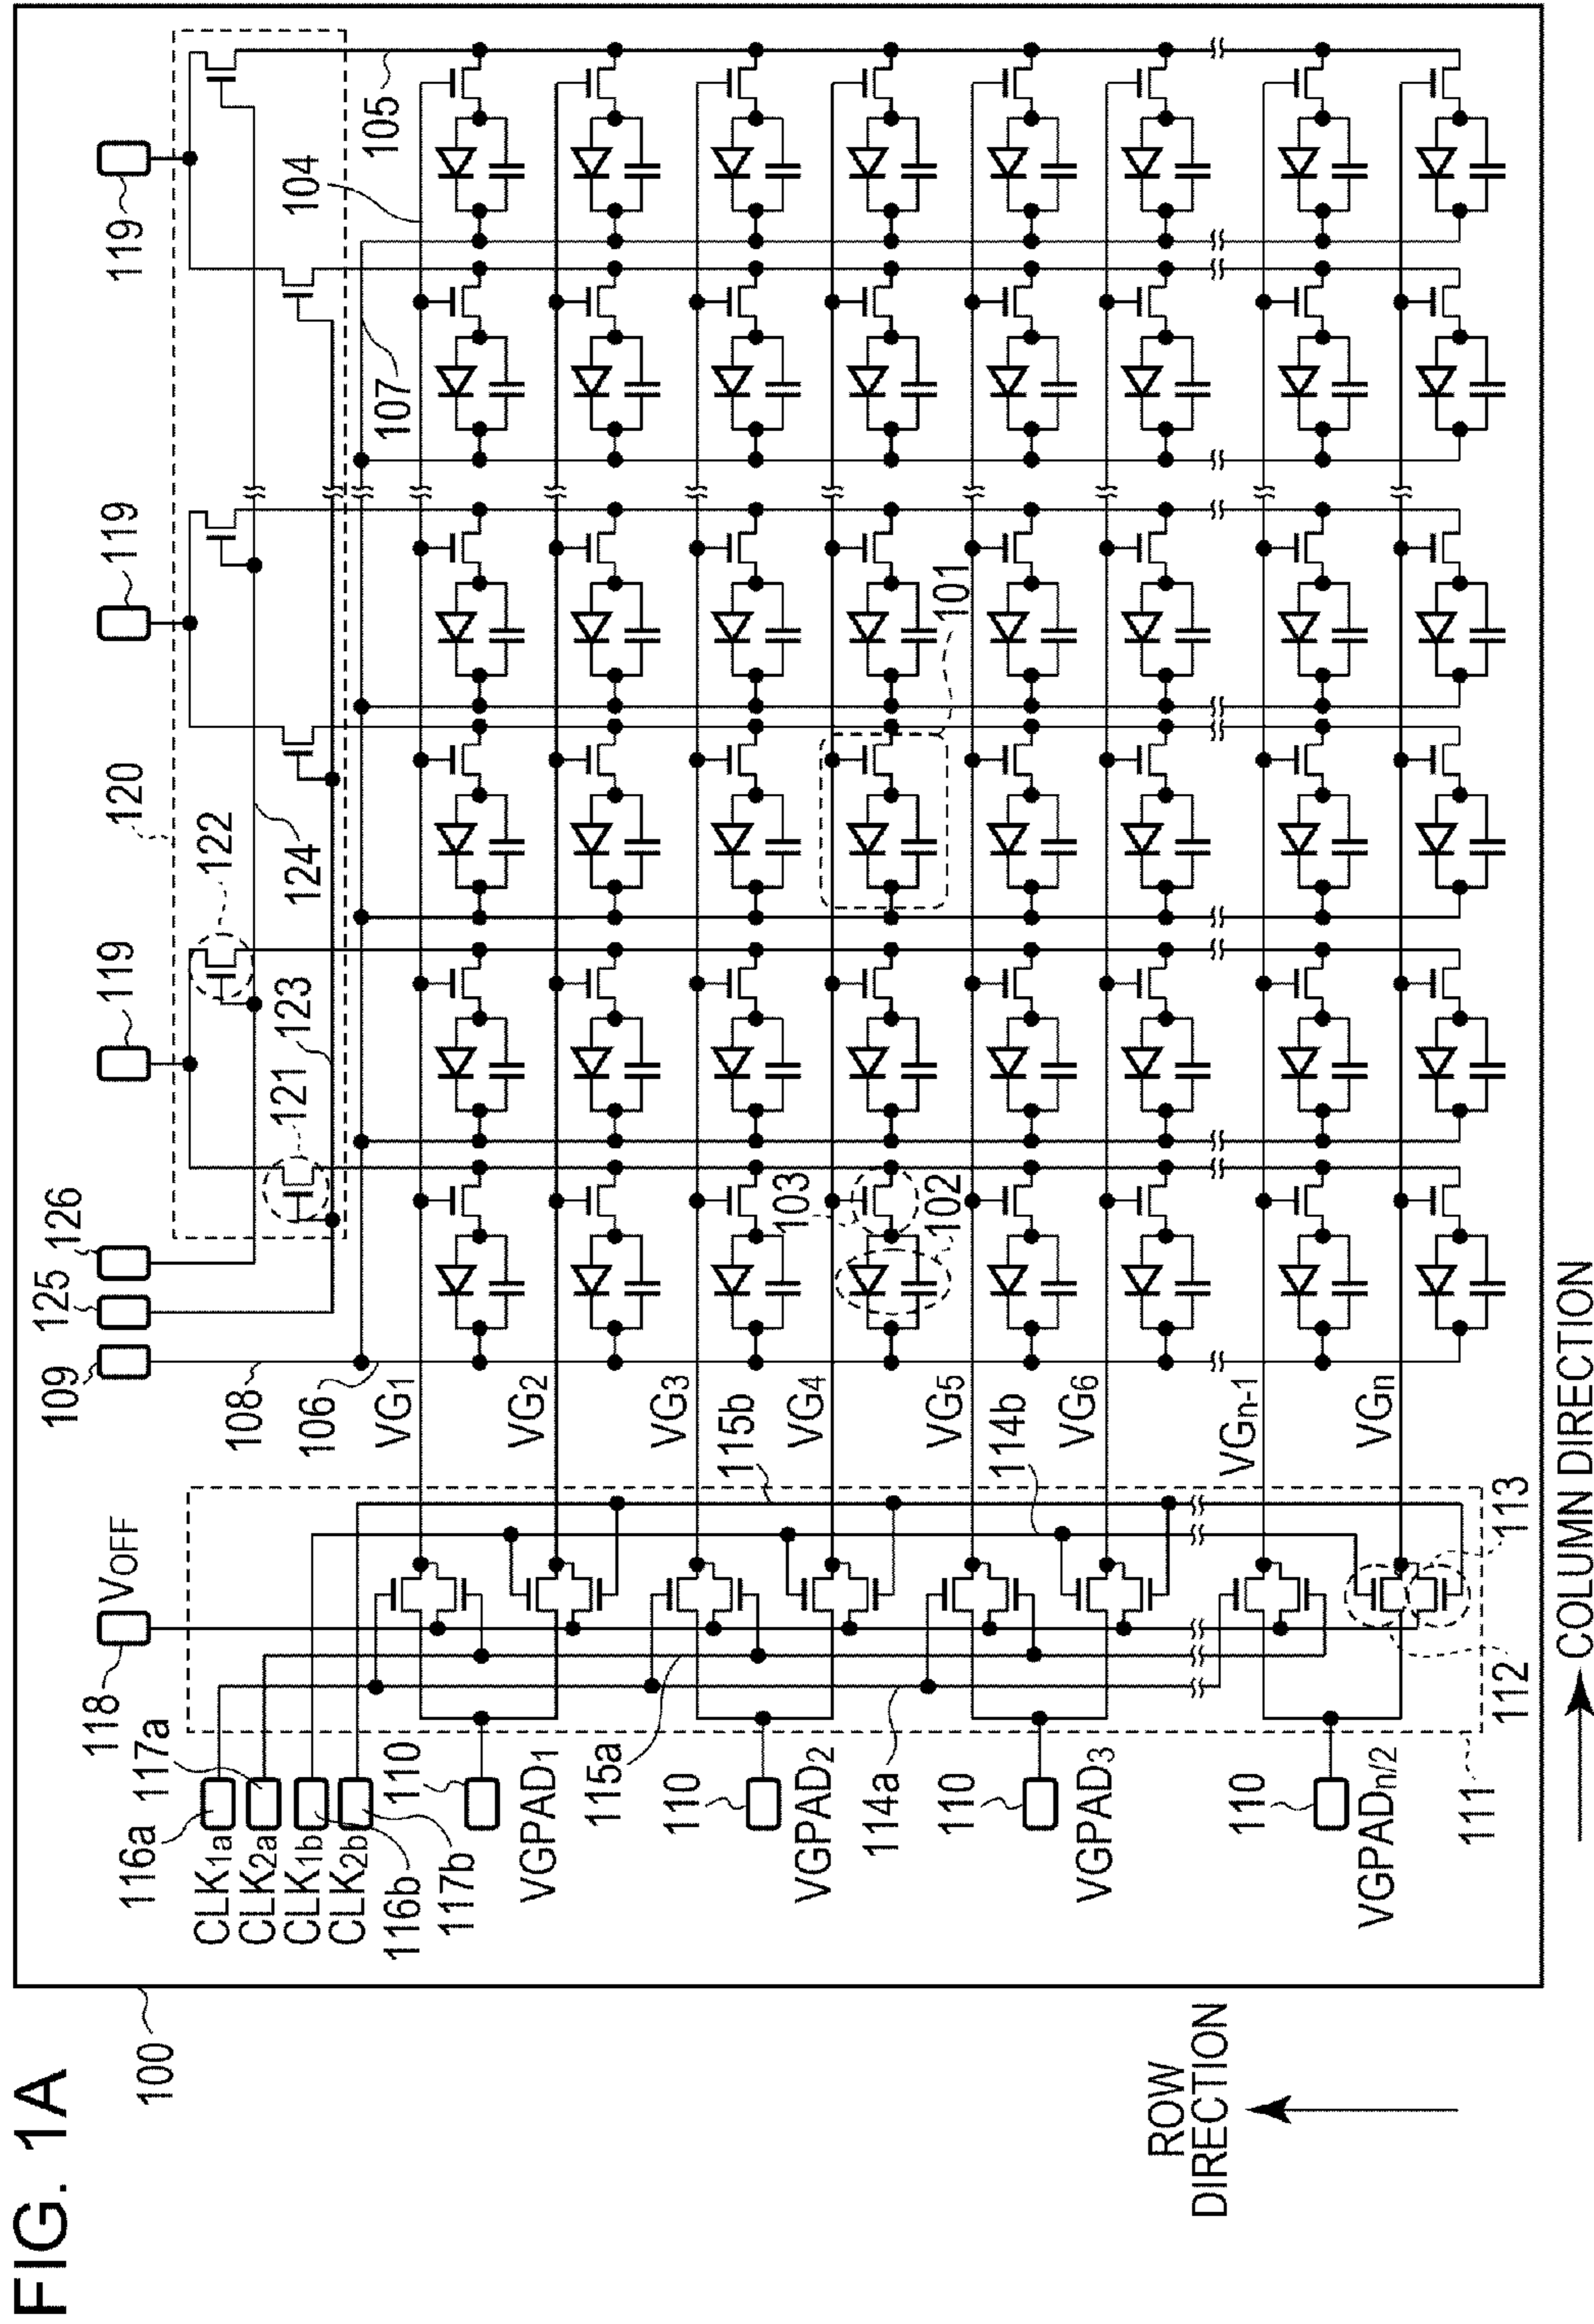 FIG. 1A
100
ROW
DIRECTION
COLUMN DIRECTION
109
125
126
119
120
119
119
121
123
122
124
104
105
107
108
106
101
103
102
VG1
VG2
VG3
VG4
VG5
VG6
VGn-1
VGn
115b
114b
113
112
111
VOFF
118
117a
116a
CLK1a
CLK2a
CLK1b
CLK2b
116b
117b
110
VGPAD1
115a
110
VGPAD2
114a
110
VGPAD3
110
VGPADn/2